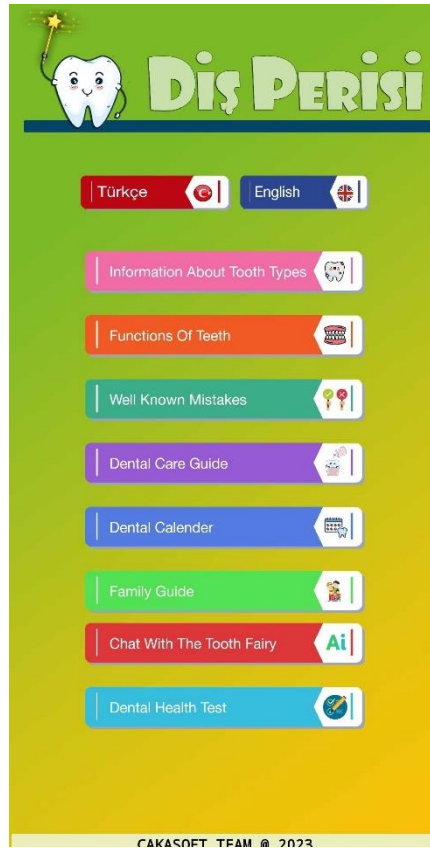 Diş Perisi
Türkçe English
Information About Tooth Types
Functions Of Teeth
Well Known Mistakes
Dental Care Guide
Dental Calender
Family Guide
Chat With The Tooth Fairy Ai
Dental Health Test
CAKASOFT TEAM @ 2023